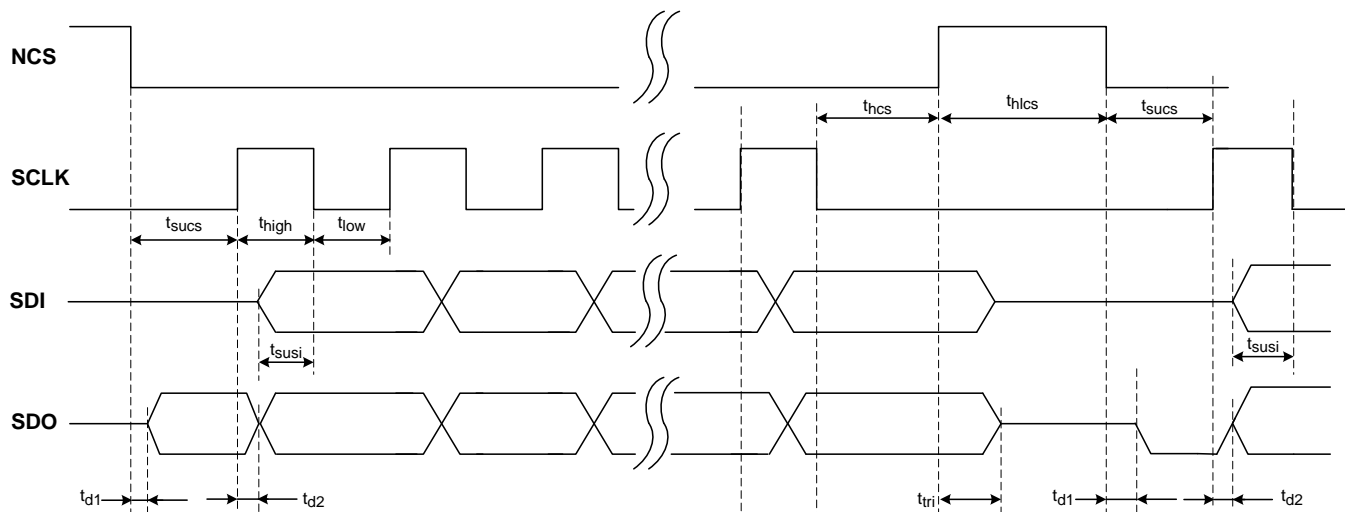 NCS
thcs
thlcs
tsucs
SCLK
tsucs
thigh
tlow
SDI
tsusi
tsusi
SDO
td1
td2
ttri
td1
td2